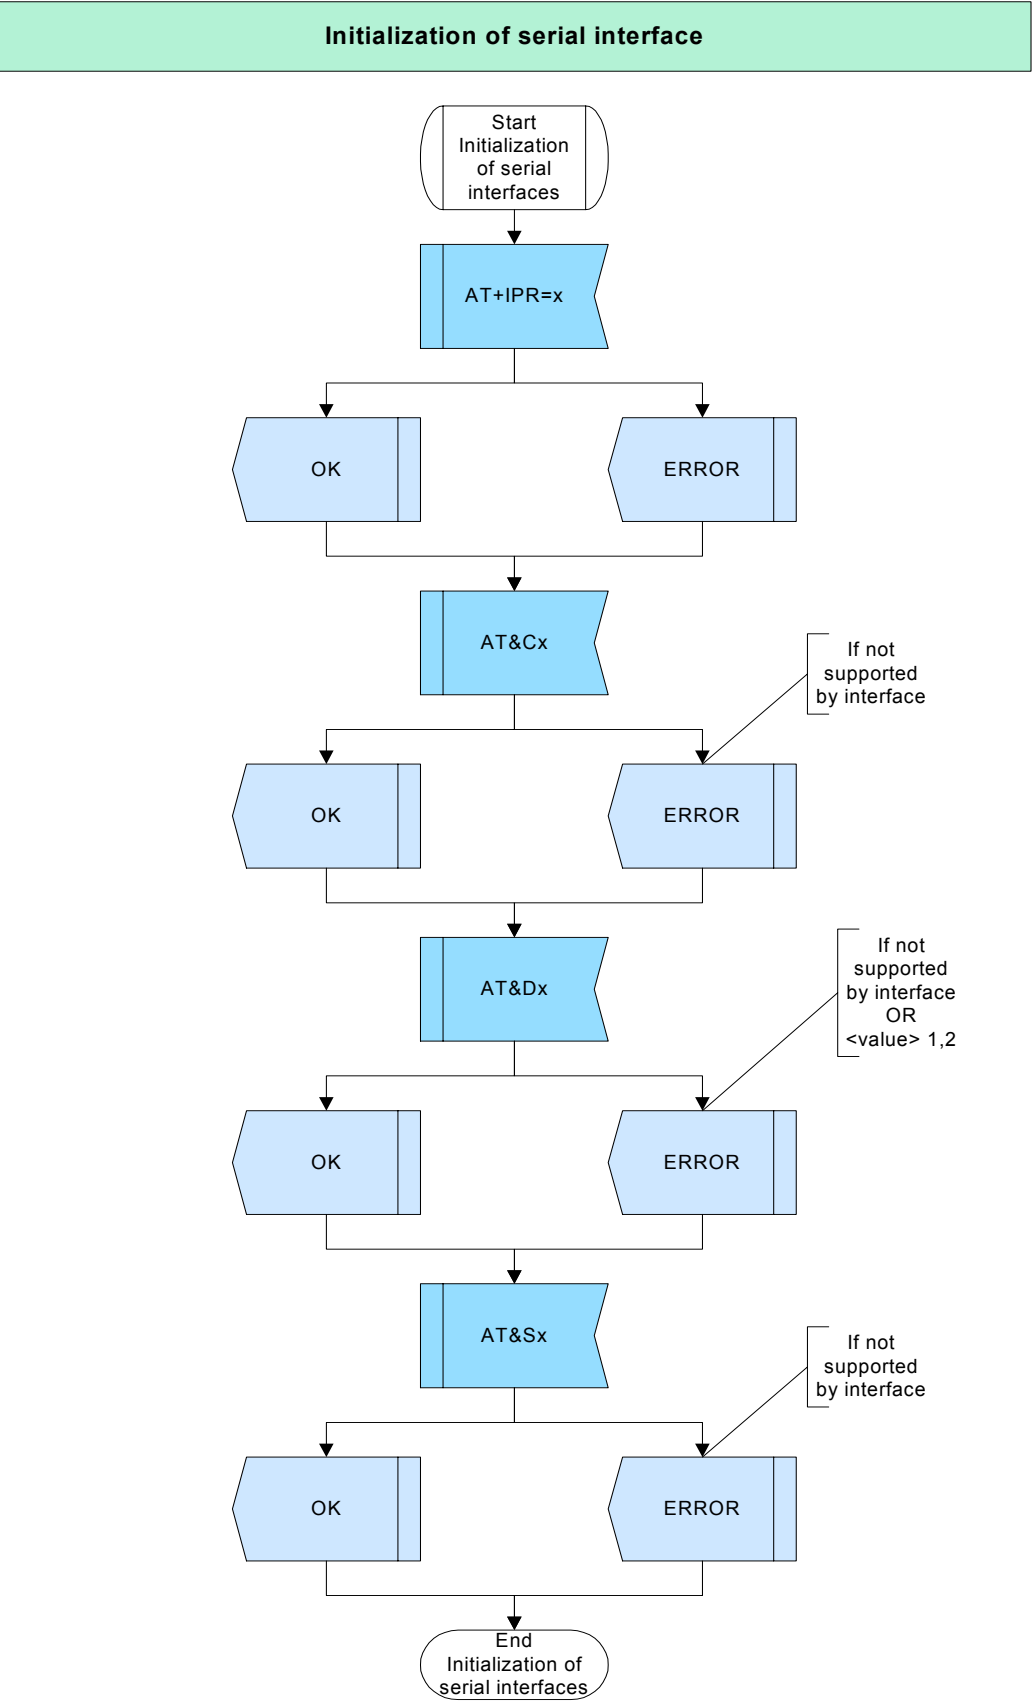 Initialization of serial interface
Start
Initialization
of serial
interfaces
AT+IPR=x
OK
ERROR
AT&Cx
If not
supported
by interface
OK
ERROR
AT&Dx
If not
supported
by interface
OR
<value> 1,2
OK
ERROR
AT&Sx
If not
supported
by interface
OK
ERROR
End
Initialization of
serial interfaces